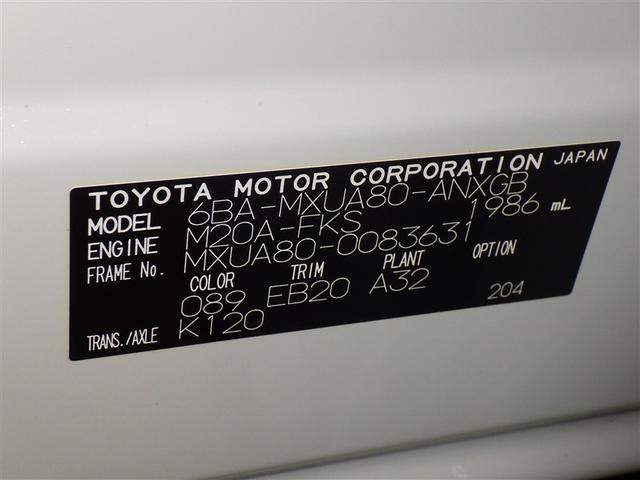 TOYOTA MOTOR CORPORATION JAPAN
MODEL 6BA-MXUA80-ANXGB
ENGINE M20A-FKS 1986 mL
FRAME No. MXUA80-0083631
COLOR TRIM PLANT OPTION
089 EB20 A32 204
TRANS./AXLE K120